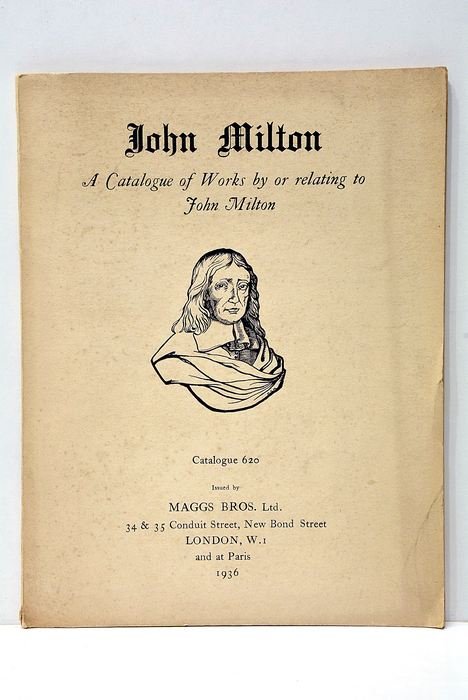 John Milton
A Catalogue of Works by or relating to
John Milton
Catalogue 620
Issued by
MAGGS BROS. Ltd.
34 & 35 Conduit Street, New Bond Street
LONDON, W.1
and at Paris
1936